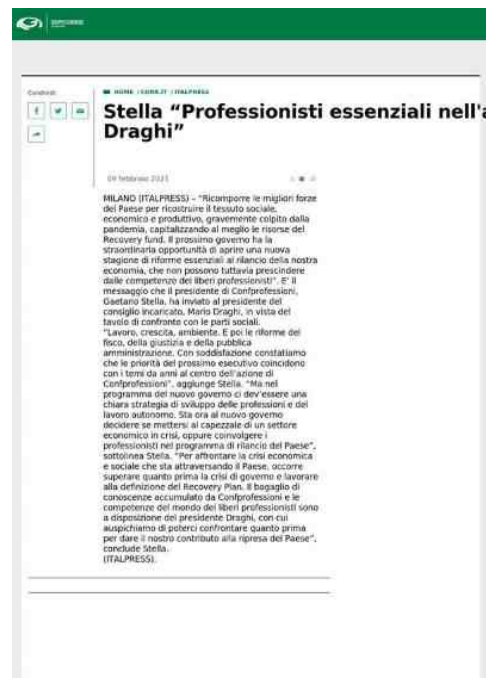 Condividi:
HOME / CORR.IT / ITALPRESS
Stella “Professionisti essenziali nell'a
Draghi”
09 febbraio 2021
MILANO (ITALPRESS) – “Ricomporre le migliori forze
del Paese per ricostruire il tessuto sociale,
economico e produttivo, gravemente colpito dalla
pandemia, capitalizzando al meglio le risorse del
Recovery fund. Il prossimo governo ha la
straordinaria opportunità di aprire una nuova
stagione di riforme essenziali al rilancio della nostra
economia, che non possono tuttavia prescindere
dalle competenze dei liberi professionisti”. E' il
messaggio che il presidente di Confprofessioni,
Gaetano Stella, ha inviato al presidente del
consiglio incaricato, Mario Draghi, in vista del
tavolo di confronto con le parti sociali.
“Lavoro, crescita, ambiente. E poi le riforme del
fisco, della giustizia e della pubblica
amministrazione. Con soddisfazione constatiamo
che le priorità del prossimo esecutivo coincidono
con i temi da anni al centro dell'azione di
Confprofessioni”, aggiunge Stella. “Ma nel
programma del nuovo governo ci dev'essere una
chiara strategia di sviluppo delle professioni e del
lavoro autonomo. Sta ora al nuovo governo
decidere se mettersi al capezzale di un settore
economico in crisi, oppure coinvolgere i
professionisti nel programma di rilancio del Paese”,
sottolinea Stella. “Per affrontare la crisi economica
e sociale che sta attraversando il Paese, occorre
superare quanto prima la crisi di governo e lavorare
alla definizione del Recovery Plan. Il bagaglio di
conoscenze accumulato da Confprofessioni e le
competenze del mondo dei liberi professionisti sono
a disposizione del presidente Draghi, con cui
auspichiamo di poterci confrontare quanto prima
per dare il nostro contributo alla ripresa del Paese”,
conclude Stella.
(ITALPRESS).